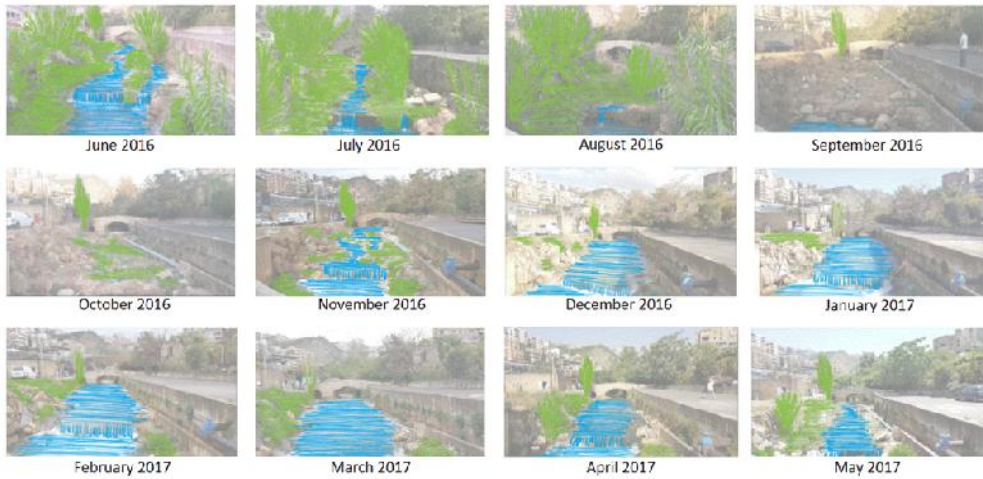 June 2016
July 2016
August 2016
September 2016
October 2016
November 2016
December 2016
January 2017
February 2017
March 2017
April 2017
May 2017